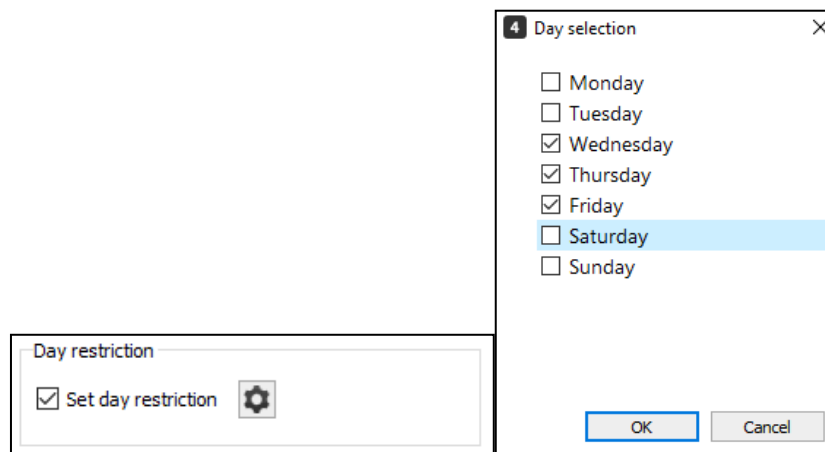 4 Day selection
Monday
Tuesday
Wednesday
Thursday
Friday
Saturday
Sunday
OK Cancel
Day restriction
Set day restriction